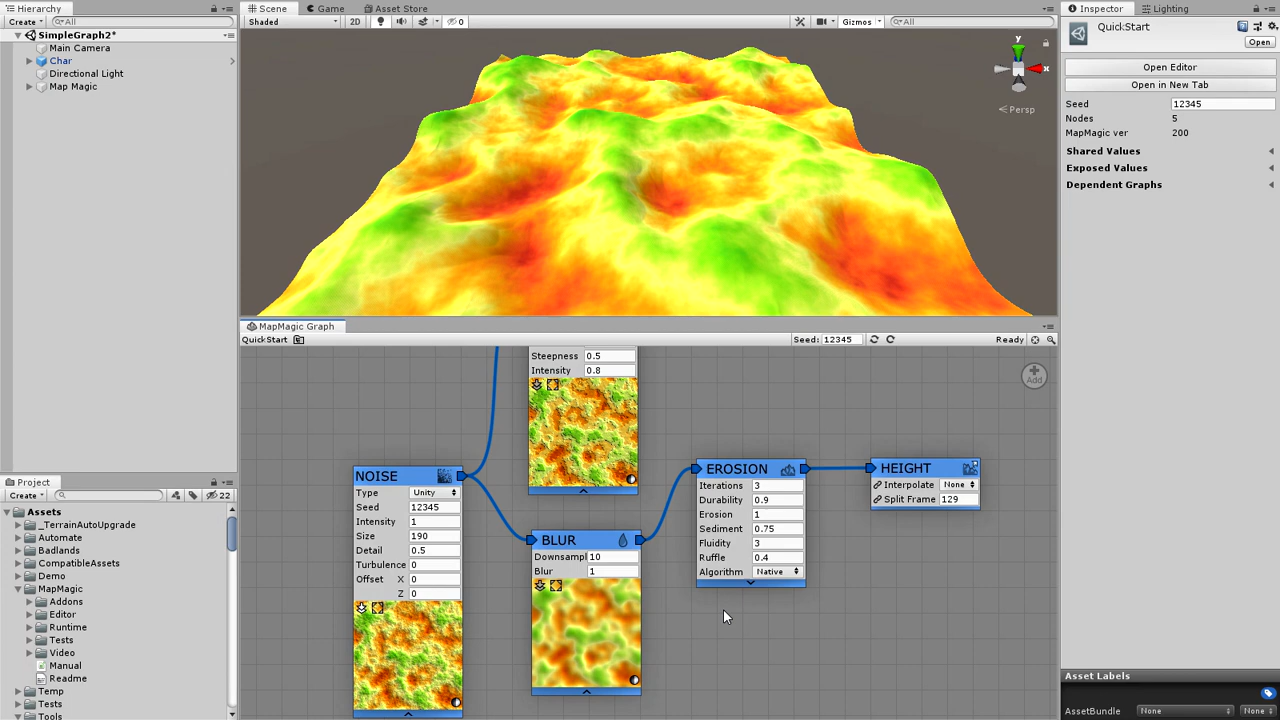 Hierarchy
Create
All
SimpleGraph2*
Main Camera
Char
Directional Light
Map Magic
Project
Create
22
Assets
_TerrainAutoUpgrade
Automate
Badlands
CompatibleAssets
Demo
MapMagic
Addons
Editor
Runtime
Tests
Video
Manual
Readme
Temp
Tests
Tools
Scene
Game
Asset Store
Shaded
2D
0
Gizmos
All
y
x
Persp
MapMagic Graph
QuickStart
Seed: 12345
Ready
Add
Steepness 0.5
Intensity 0.8
NOISE
Type Unity
Seed 12345
Intensity 1
Size 190
Detail 0.5
Turbulence 0
Offset X 0
Z 0
BLUR
Downsampl 10
Blur 1
EROSION
Iterations 3
Durability 0.9
Erosion 1
Sediment 0.75
Fluidity 3
Ruffle 0.4
Algorithm Native
HEIGHT
Interpolate None
Split Frame 129
Inspector
Lighting
QuickStart
Open
Open Editor
Open in New Tab
Seed 12345
Nodes 5
MapMagic ver 200
Shared Values
Exposed Values
Dependent Graphs
Asset Labels
AssetBundle None None